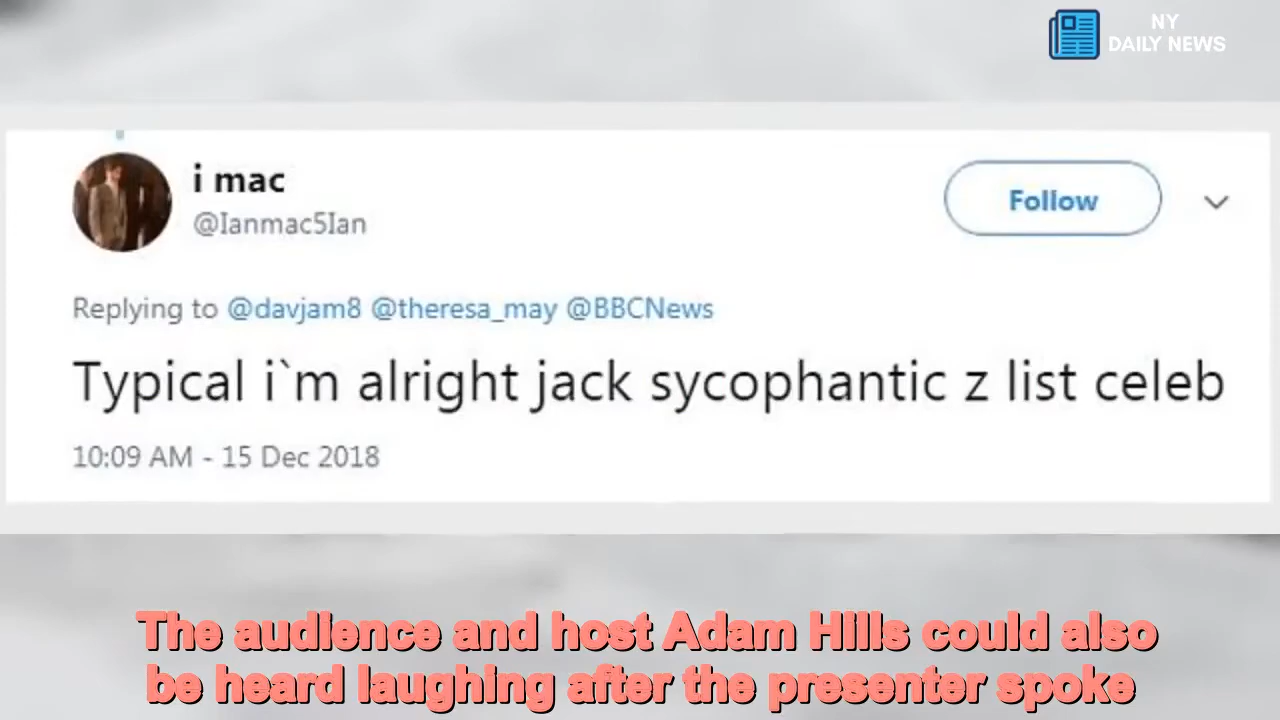 NY
DAILY NEWS
i mac
@Ianmac5Ian
Follow
Replying to @davjam8 @theresa_may @BBCNews
Typical i`m alright jack sycophantic z list celeb
10:09 AM - 15 Dec 2018
The audience and host Adam Hills could also
be heard laughing after the presenter spoke